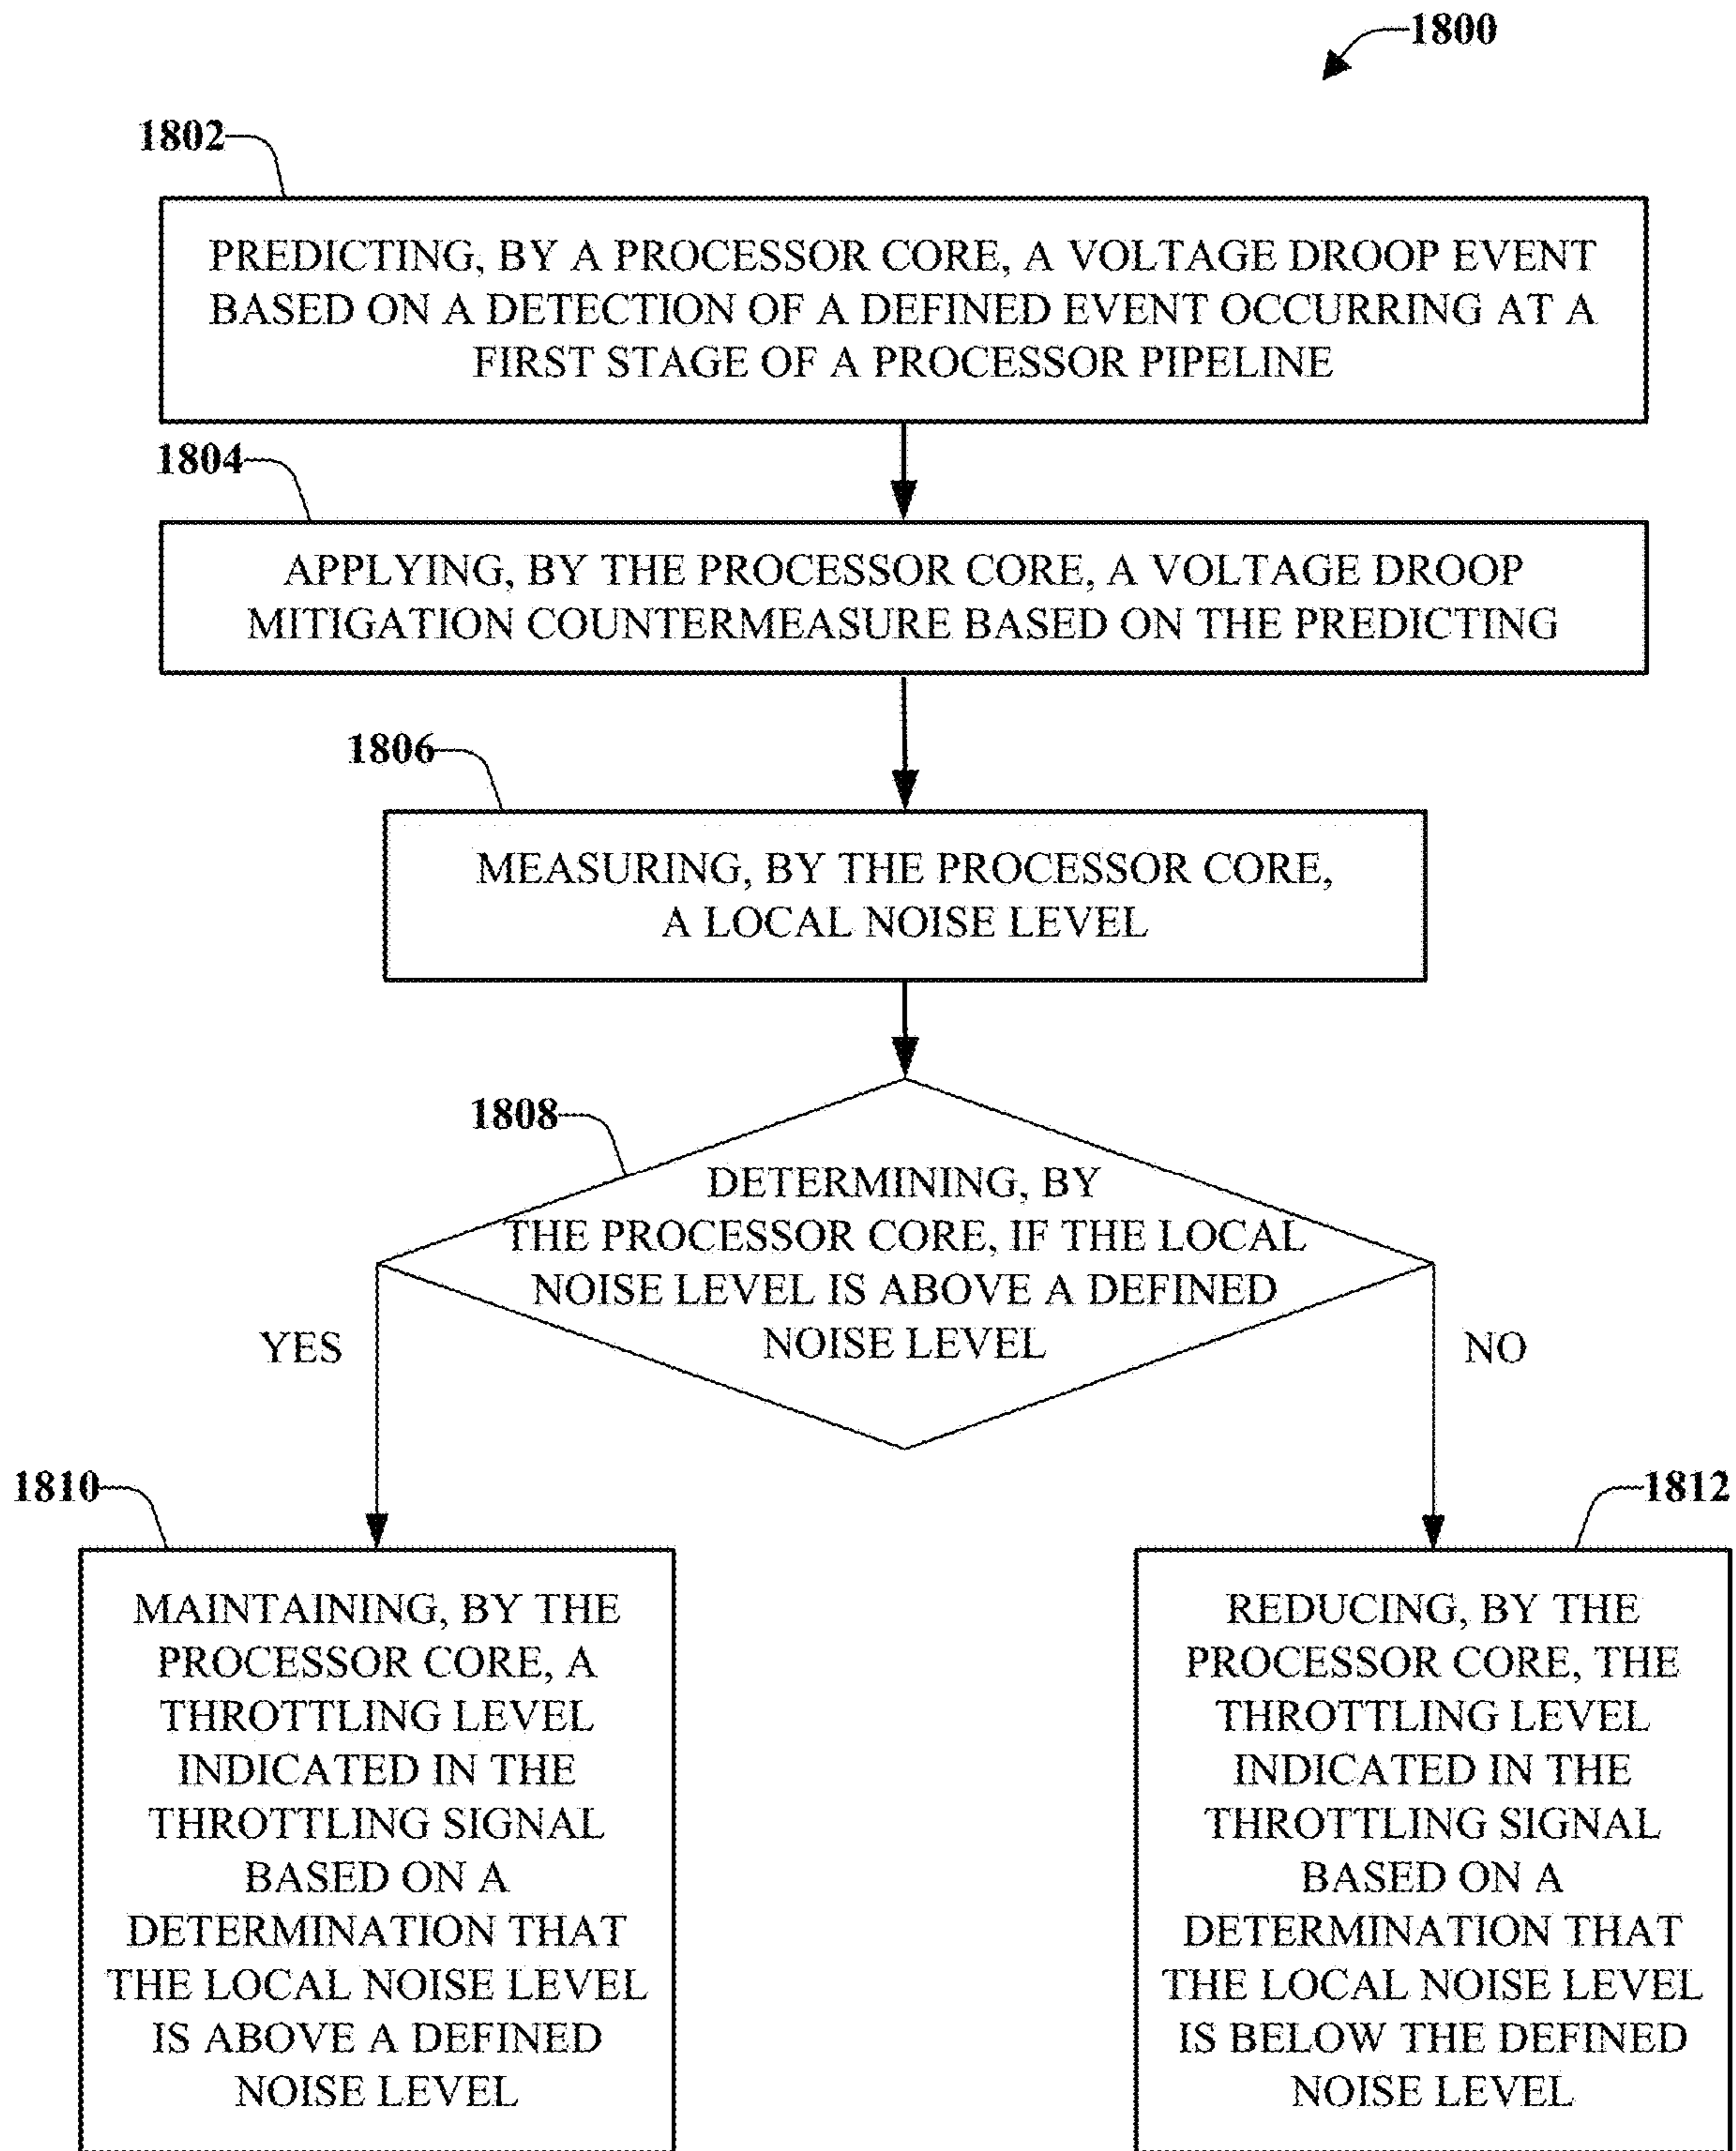 1800
1802
PREDICTING, BY A PROCESSOR CORE, A VOLTAGE DROOP EVENT
BASED ON A DETECTION OF A DEFINED EVENT OCCURRING AT A
FIRST STAGE OF A PROCESSOR PIPELINE
1804
APPLYING, BY THE PROCESSOR CORE, A VOLTAGE DROOP
MITIGATION COUNTERMEASURE BASED ON THE PREDICTING
1806
MEASURING, BY THE PROCESSOR CORE,
A LOCAL NOISE LEVEL
1808
DETERMINING, BY
THE PROCESSOR CORE, IF THE LOCAL
NOISE LEVEL IS ABOVE A DEFINED
NOISE LEVEL
YES
NO
1810
MAINTAINING, BY THE
PROCESSOR CORE, A
THROTTLING LEVEL
INDICATED IN THE
THROTTLING SIGNAL
BASED ON A
DETERMINATION THAT
THE LOCAL NOISE LEVEL
IS ABOVE A DEFINED
NOISE LEVEL
1812
REDUCING, BY THE
PROCESSOR CORE, THE
THROTTLING LEVEL
INDICATED IN THE
THROTTLING SIGNAL
BASED ON A
DETERMINATION THAT
THE LOCAL NOISE LEVEL
IS BELOW THE DEFINED
NOISE LEVEL